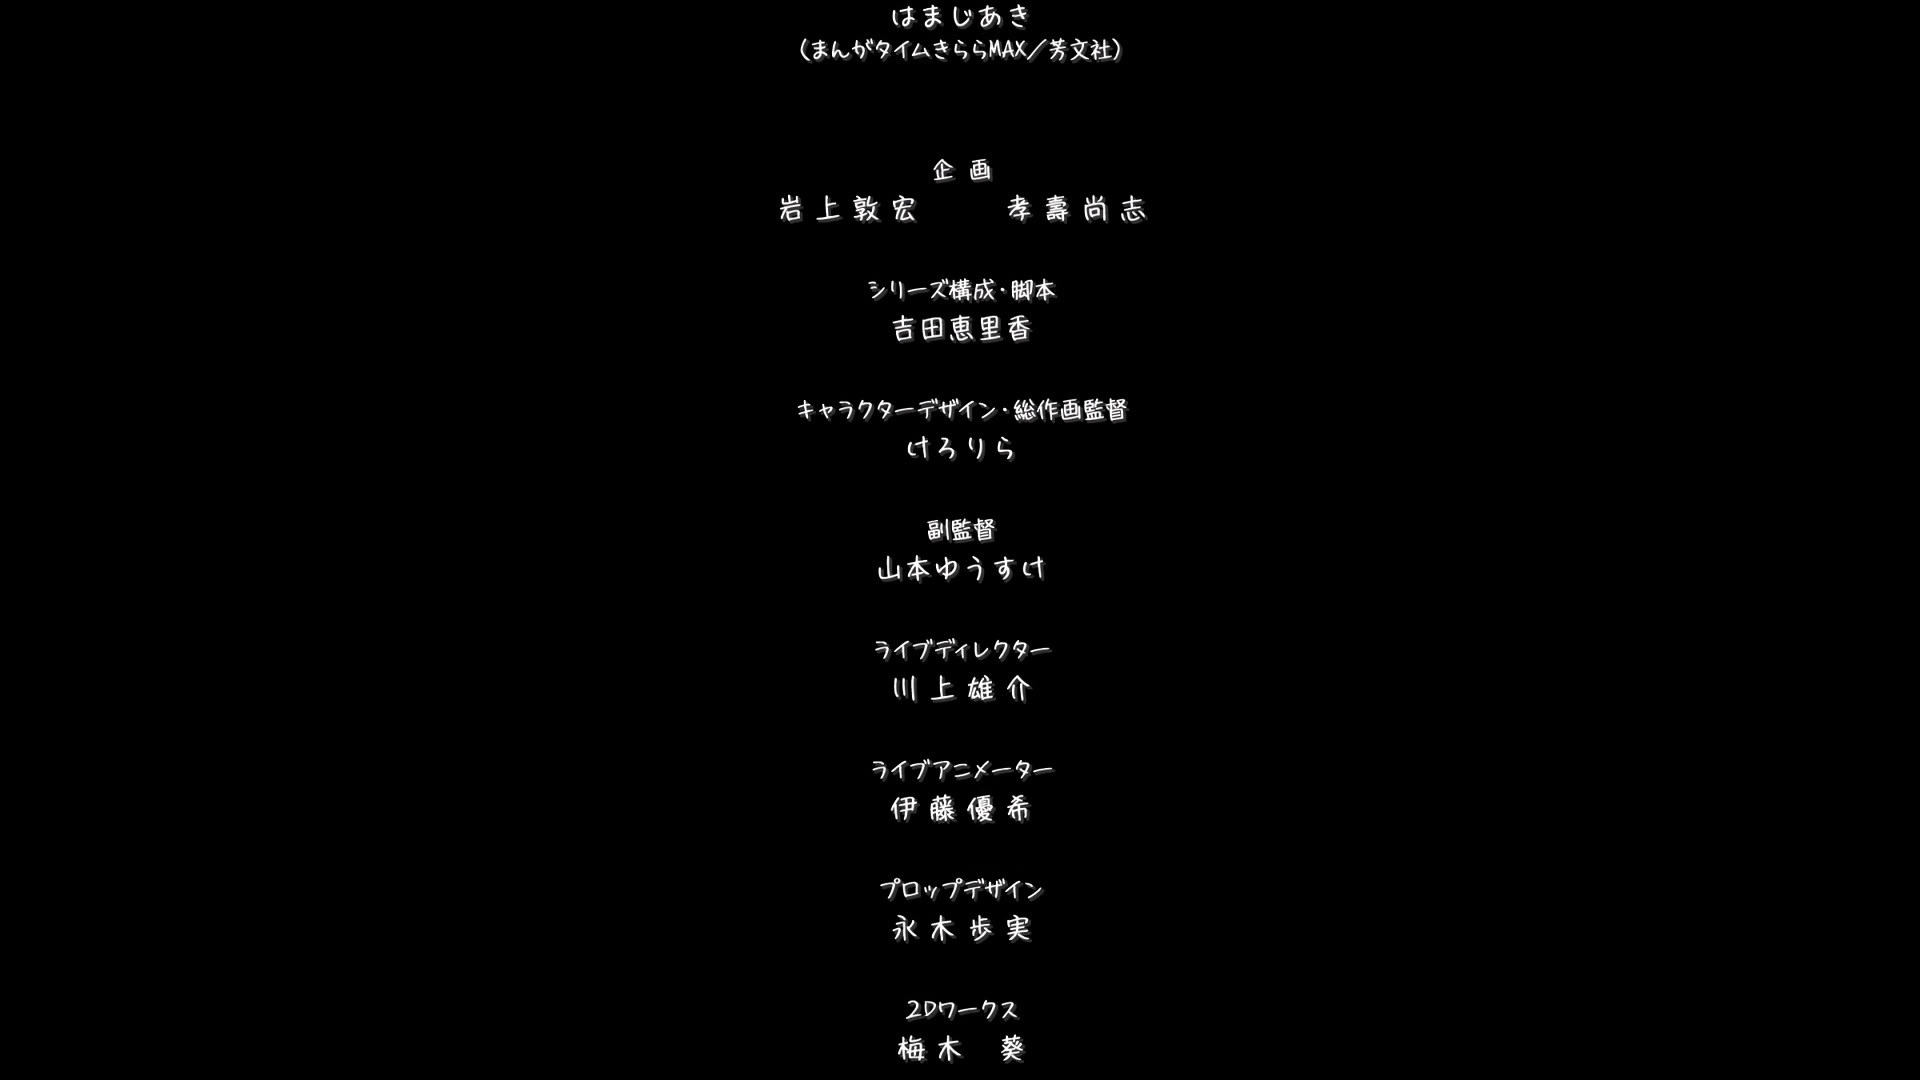 はまじあき
(まんがタイムきららMAX／芳文社)
企画
岩上敦宏　孝壽尚志
シリーズ構成・脚本
吉田恵里香
キャラクターデザイン・総作画監督
けろりら
副監督
山本ゆうすけ
ライブディレクター
川上雄介
ライブアニメーター
伊藤優希
プロップデザイン
永木歩実
2Dワークス
梅木　葵